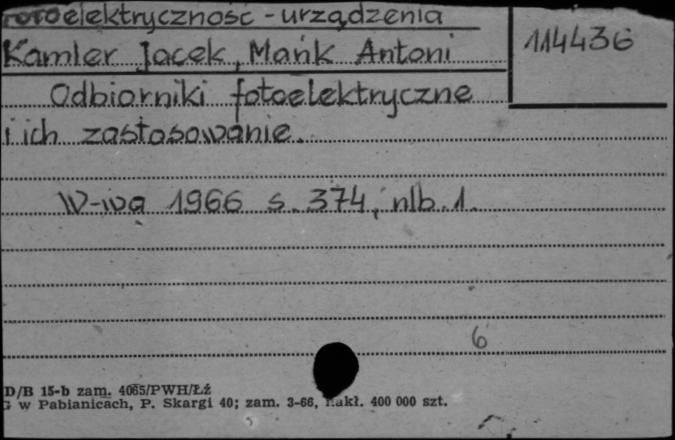 Fotoelektryczność - urządzenia
114436
Kamler Jacek, Mańk Antoni
Odbiorniki fotoelektryczne
i ich zastosowanie.
W-wa 1966 s. 374, nlb. 1.
6
D/B 15-b zam. 4065/PWH/Łź
G w Pabianicach, P. Skargi 40; zam. 3-66, nakł. 400 000 szt.